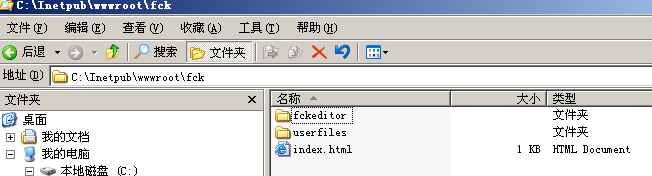 C:\Inetpub\wwwroot\fck
文件(F) 编辑(E) 查看(V) 收藏(A) 工具(T) 帮助(H)
后退 搜索 文件夹
地址(D) C:\Inetpub\wwwroot\fck
文件夹 名称 大小 类型
桌面 fckeditor 文件夹
我的文档 userfiles 文件夹
我的电脑 index.html 1 KB HTML Document
本地磁盘 (C:)